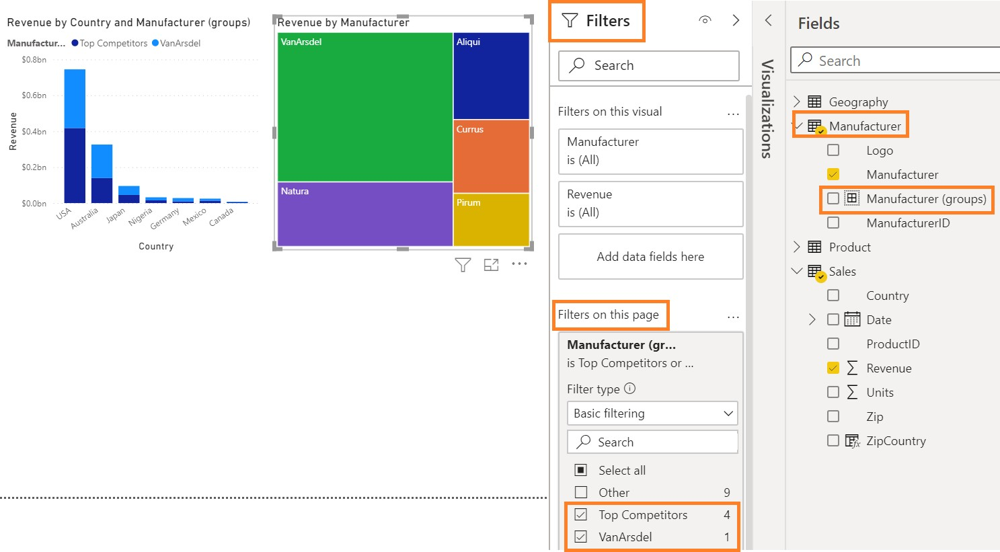 Revenue by Country and Manufacturer (groups)
Manufactur... Top Competitors VanArsdel
$0.8bn
$0.6bn
$0.4bn
$0.2bn
$0.0bn
Revenue
USA
Australia
Japan
Nigeria
Germany
Mexico
Canada
Country
Revenue by Manufacturer
VanArsdel
Aliqui
Currus
Natura
Pirum
Filters
Search
Filters on this visual
...
Manufacturer
is (All)
Revenue
is (All)
Add data fields here
Filters on this page
...
Manufacturer (gr...
is Top Competitors or ...
Filter type
Basic filtering
Search
Select all
Other 9
Top Competitors 4
VanArsdel 1
Visualizations
Fields
Search
Geography
Manufacturer
Logo
Manufacturer
Manufacturer (groups)
ManufacturerID
Product
Sales
Country
Date
ProductID
Revenue
Units
Zip
ZipCountry